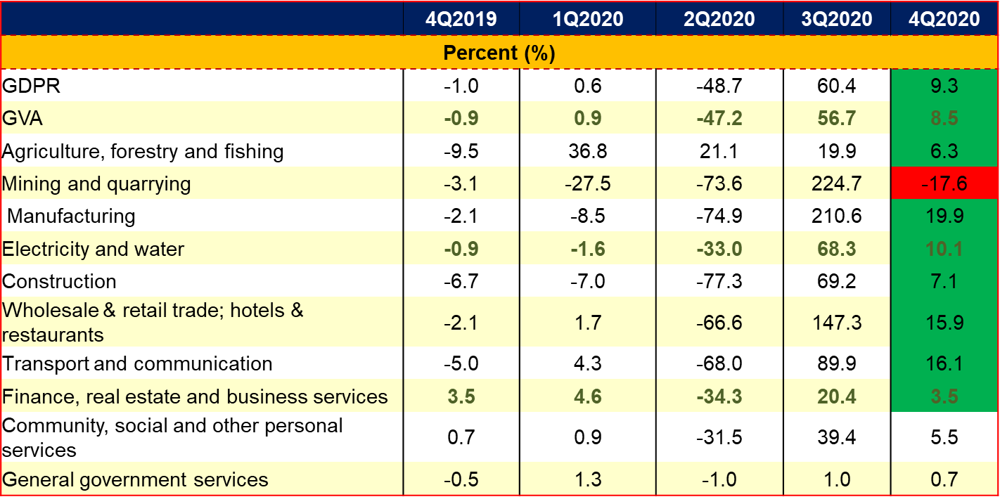 4Q2019 1Q2020 2Q2020 3Q2020 4Q2020
Percent (%)
GDPR -1.0 0.6 -48.7 60.4 9.3
GVA -0.9 0.9 -47.2 56.7 8.5
Agriculture, forestry and fishing -9.5 36.8 21.1 19.9 6.3
Mining and quarrying -3.1 -27.5 -73.6 224.7 -17.6
Manufacturing -2.1 -8.5 -74.9 210.6 19.9
Electricity and water -0.9 -1.6 -33.0 68.3 10.1
Construction -6.7 -7.0 -77.3 69.2 7.1
Wholesale & retail trade; hotels &
restaurants -2.1 1.7 -66.6 147.3 15.9
Transport and communication -5.0 4.3 -68.0 89.9 16.1
Finance, real estate and business services 3.5 4.6 -34.3 20.4 3.5
Community, social and other personal
services 0.7 0.9 -31.5 39.4 5.5
General government services -0.5 1.3 -1.0 1.0 0.7